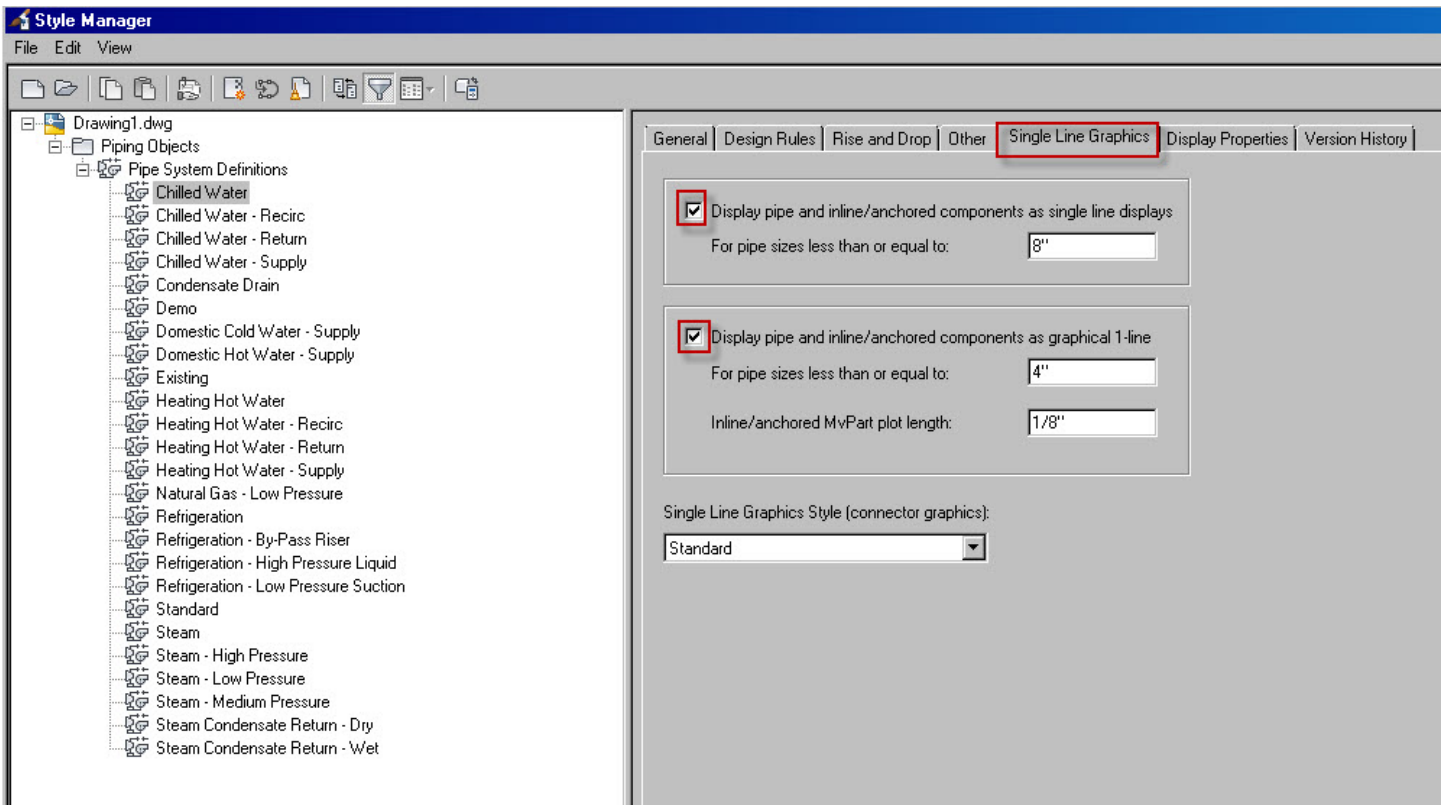 Style Manager
File Edit View
Drawing1.dwg
Piping Objects
Pipe System Definitions
Chilled Water
Chilled Water - Recirc
Chilled Water - Return
Chilled Water - Supply
Condensate Drain
Demo
Domestic Cold Water - Supply
Domestic Hot Water - Supply
Existing
Heating Hot Water
Heating Hot Water - Recirc
Heating Hot Water - Return
Heating Hot Water - Supply
Natural Gas - Low Pressure
Refrigeration
Refrigeration - By-Pass Riser
Refrigeration - High Pressure Liquid
Refrigeration - Low Pressure Suction
Standard
Steam
Steam - High Pressure
Steam - Low Pressure
Steam - Medium Pressure
Steam Condensate Return - Dry
Steam Condensate Return - Wet
General Design Rules Rise and Drop Other Single Line Graphics Display Properties Version History
Display pipe and inline/anchored components as single line displays
For pipe sizes less than or equal to: 8"
Display pipe and inline/anchored components as graphical 1-line
For pipe sizes less than or equal to: 4"
Inline/anchored MvPart plot length: 1/8"
Single Line Graphics Style (connector graphics):
Standard